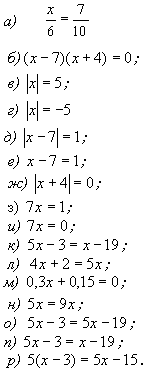 а) x/6 = 7/10
б) (x − 7)(x + 4) = 0;
в) |x| = 5;
г) |x| = −5
д) |x − 7| = 1;
е) x − 7 = 1;
ж) |x + 4| = 0;
з) 7x = 1;
и) 7x = 0;
к) 5x − 3 = x − 19;
л) 4x + 2 = 5x;
м) 0,3x + 0,15 = 0;
н) 5x = 9x;
о) 5x − 3 = 5x − 19;
п) 5x − 3 = x − 19.
р) 5(x − 3) = 5x − 15.